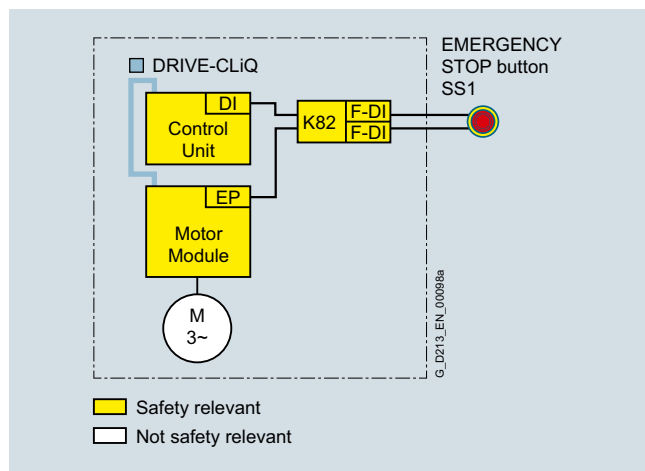 EMERGENCY
STOP button
SS1
DRIVE-CLiQ
DI
Control
Unit
K82
F-DI
F-DI
EP
Motor
Module
M
3~
G_D213_EN_00098a
Safety relevant
Not safety relevant